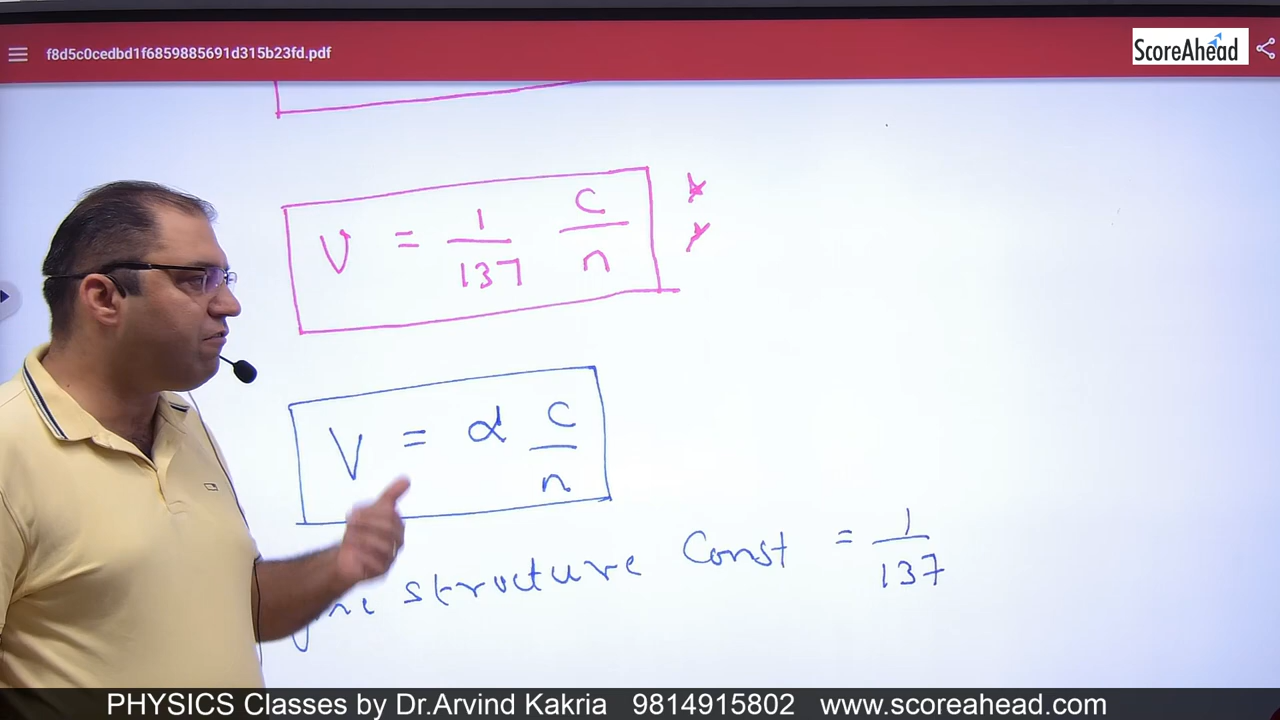 f8d5c0cedbd1f6859885691d315b23fd.pdf
ScoreAhead
V = 1/137 c/n
V = α c/n
structure Const = 1/137
PHYSICS Classes by Dr.Arvind Kakria 9814915802 www.scoreahead.com